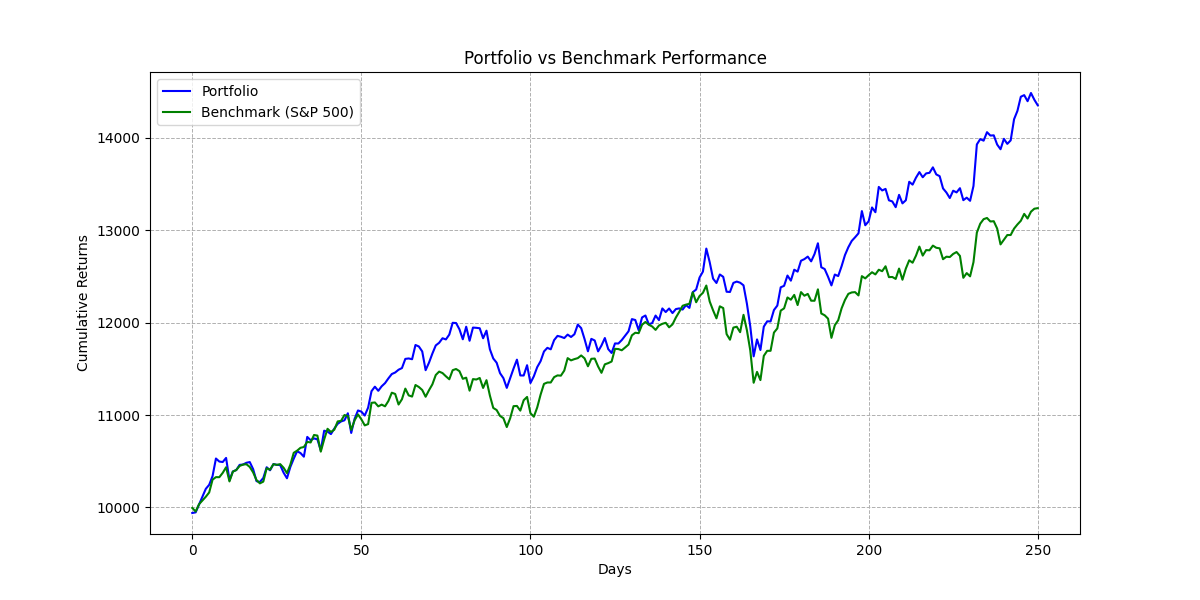 Portfolio vs Benchmark Performance
Portfolio
Benchmark (S&P 500)
Cumulative Returns
14000
13000
12000
11000
10000
0 50 100 150 200 250
Days